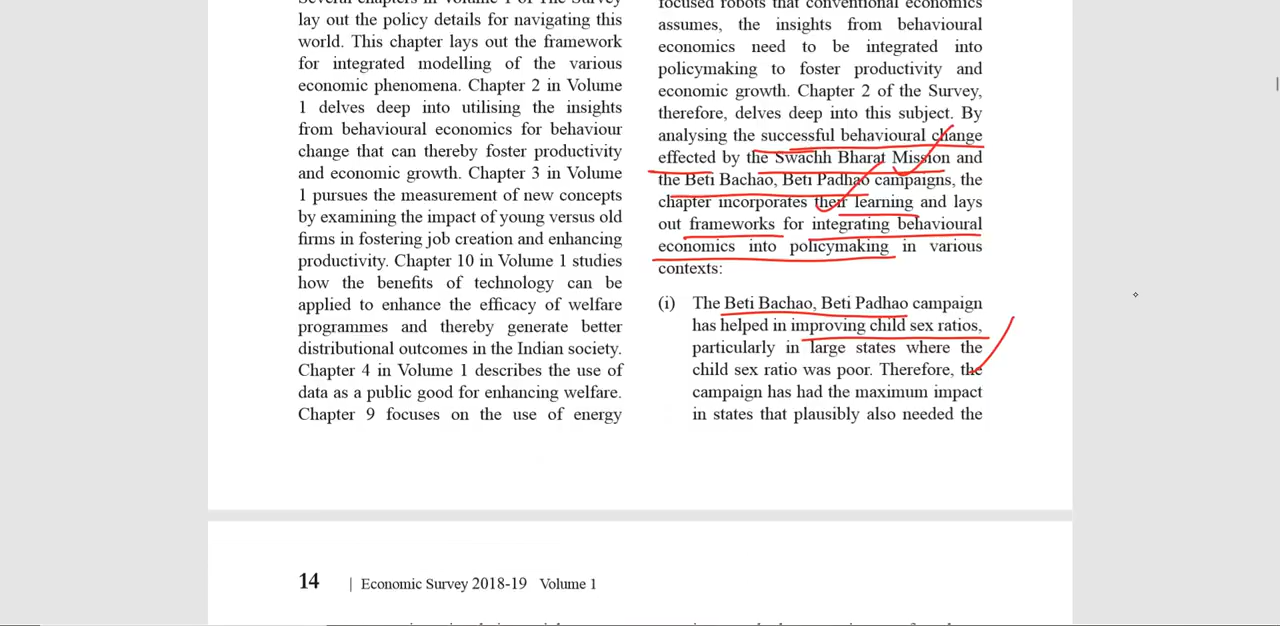 lay out the policy details for navigating this
world. This chapter lays out the framework
for integrated modelling of the various
economic phenomena. Chapter 2 in Volume
1 delves deep into utilising the insights
from behavioural economics for behaviour
change that can thereby foster productivity
and economic growth. Chapter 3 in Volume
1 pursues the measurement of new concepts
by examining the impact of young versus old
firms in fostering job creation and enhancing
productivity. Chapter 10 in Volume 1 studies
how the benefits of technology can be
applied to enhance the efficacy of welfare
programmes and thereby generate better
distributional outcomes in the Indian society.
Chapter 4 in Volume 1 describes the use of
data as a public good for enhancing welfare.
Chapter 9 focuses on the use of energy
focused robots that conventional economics
assumes, the insights from behavioural
economics need to be integrated into
policymaking to foster productivity and
economic growth. Chapter 2 of the Survey,
therefore, delves deep into this subject. By
analysing the successful behavioural change
effected by the Swachh Bharat Mission and
the Beti Bachao, Beti Padhao campaigns, the
chapter incorporates their learning and lays
out frameworks for integrating behavioural
economics into policymaking in various
contexts:
(i) The Beti Bachao, Beti Padhao campaign
has helped in improving child sex ratios,
particularly in large states where the
child sex ratio was poor. Therefore, the
campaign has had the maximum impact
in states that plausibly also needed the
14 | Economic Survey 2018-19 Volume 1